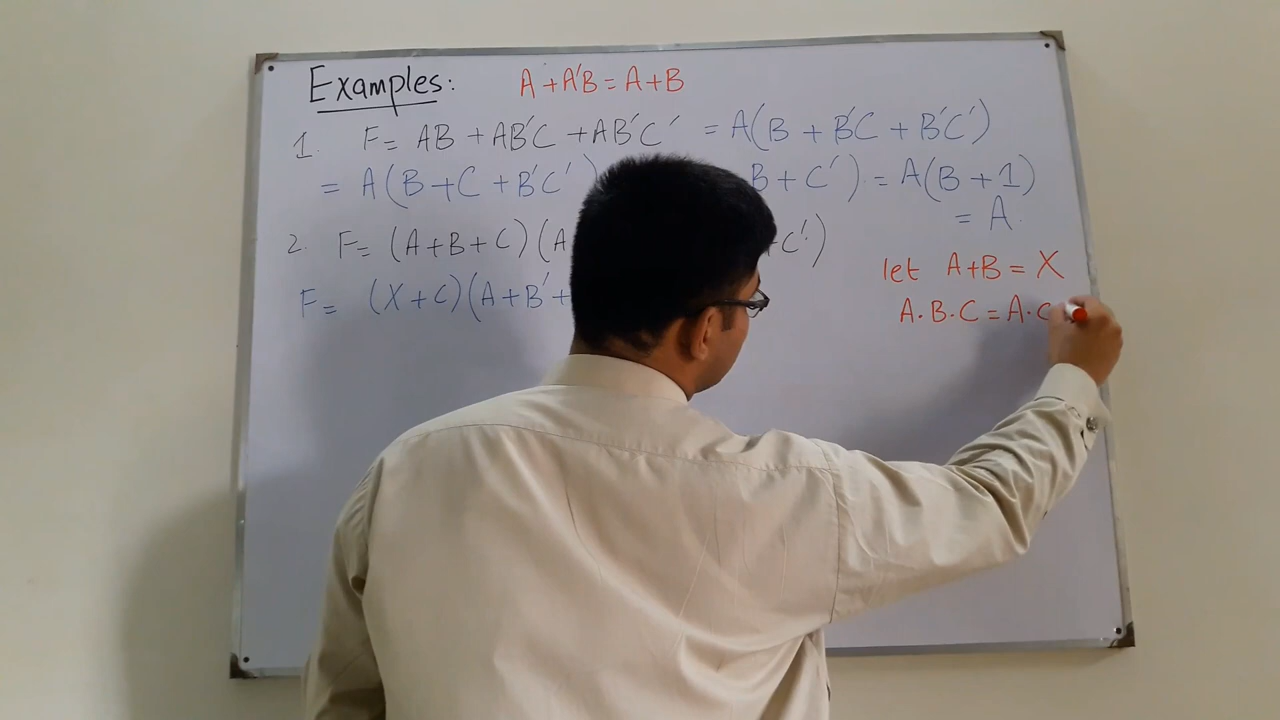 Examples: A + A'B = A + B
1. F = AB + AB'C + AB'C' = A(B + B'C + B'C')
= A(B + C + B'C') B + C') = A(B + 1)
= A.
2. F = (A+B+C)(A +C')
let A+B = X
F = (X+C)(A+B'+
A.B.C = A.C